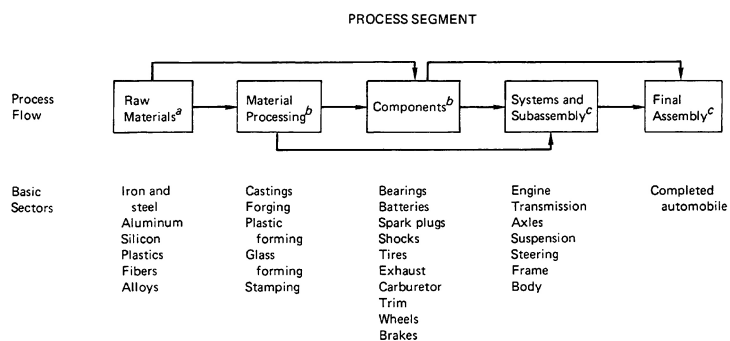 PROCESS SEGMENT
Process
Flow
Raw
Materials^a
Material
Processing^b
Components^b
Systems and
Subassembly^c
Final
Assembly^c
Basic
Sectors
Iron and
steel
Aluminum
Silicon
Plastics
Fibers
Alloys
Castings
Forging
Plastic
forming
Glass
forming
Stamping
Bearings
Batteries
Spark plugs
Shocks
Tires
Exhaust
Carburetor
Trim
Wheels
Brakes
Engine
Transmission
Axles
Suspension
Steering
Frame
Body
Completed
automobile